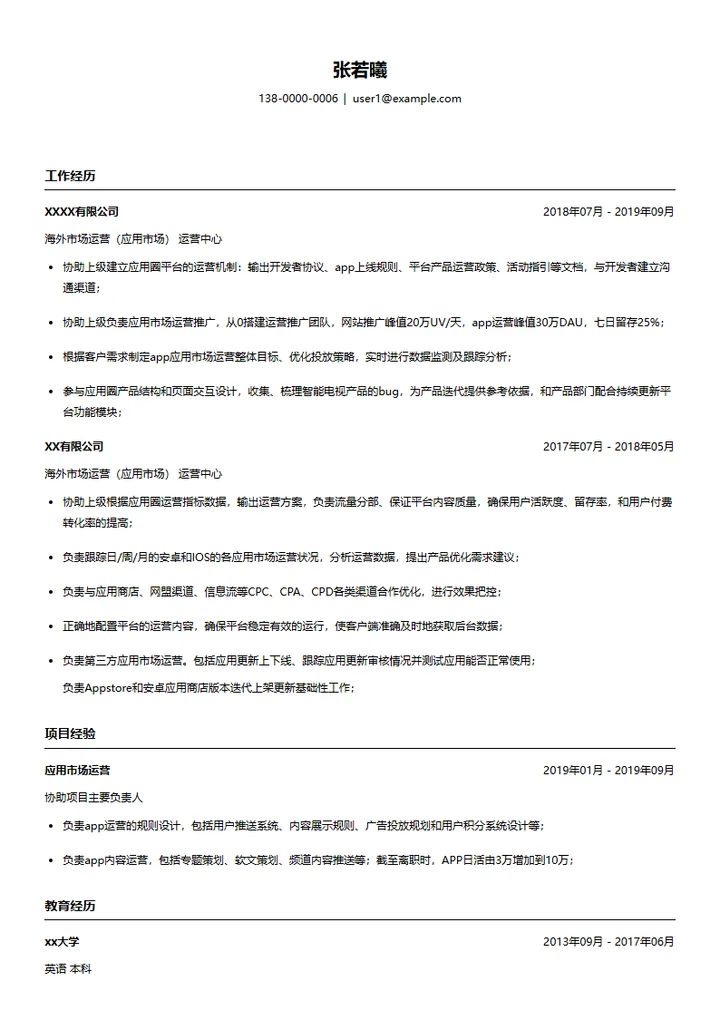 张若曦
138-0000-0006 | user1@example.com
工作经历
XXXX有限公司 2018年07月 - 2019年09月
海外市场运营（应用市场） 运营中心
• 协助上级建立应用圈平台的运营机制：输出开发者协议、app上线规则、平台产品运营政策、活动指引等文档，与开发者建立沟
通渠道；
• 协助上级负责应用市场运营推广，从0搭建运营推广团队，网站推广峰值20万UV/天，app运营峰值30万DAU，七日留存25%；
• 根据客户需求制定app应用市场运营整体目标、优化投放策略，实时进行数据监测及跟踪分析；
• 参与应用圈产品结构和页面交互设计，收集、梳理智能电视产品的bug，为产品迭代提供参考依据，和产品部门配合持续更新平
台功能模块；
XX有限公司 2017年07月 - 2018年05月
海外市场运营（应用市场） 运营中心
• 协助上级根据应用圈运营指标数据，输出运营方案，负责流量分部、保证平台内容质量，确保用户活跃度、留存率，和用户付费
转化率的提高；
• 负责跟踪日/周/月的安卓和IOS的各应用市场运营状况，分析运营数据，提出产品优化需求建议；
• 负责与应用商店、网盟渠道、信息流等CPC、CPA、CPD各类渠道合作优化，进行效果把控；
• 正确地配置平台的运营内容，确保平台稳定有效的运行，使客户端准确及时地获取后台数据；
• 负责第三方应用市场运营。包括应用更新上下线、跟踪应用更新审核情况并测试应用能否正常使用；
负责Appstore和安卓应用商店版本迭代上架更新基础性工作；
项目经验
应用市场运营 2019年01月 - 2019年09月
协助项目主要负责人
• 负责app运营的规则设计，包括用户推送系统、内容展示规则、广告投放规划和用户积分系统设计等；
• 负责app内容运营，包括专题策划、软文策划、频道内容推送等；截至离职时，APP日活由3万增加到10万；
教育经历
xx大学 2013年09月 - 2017年06月
英语 本科